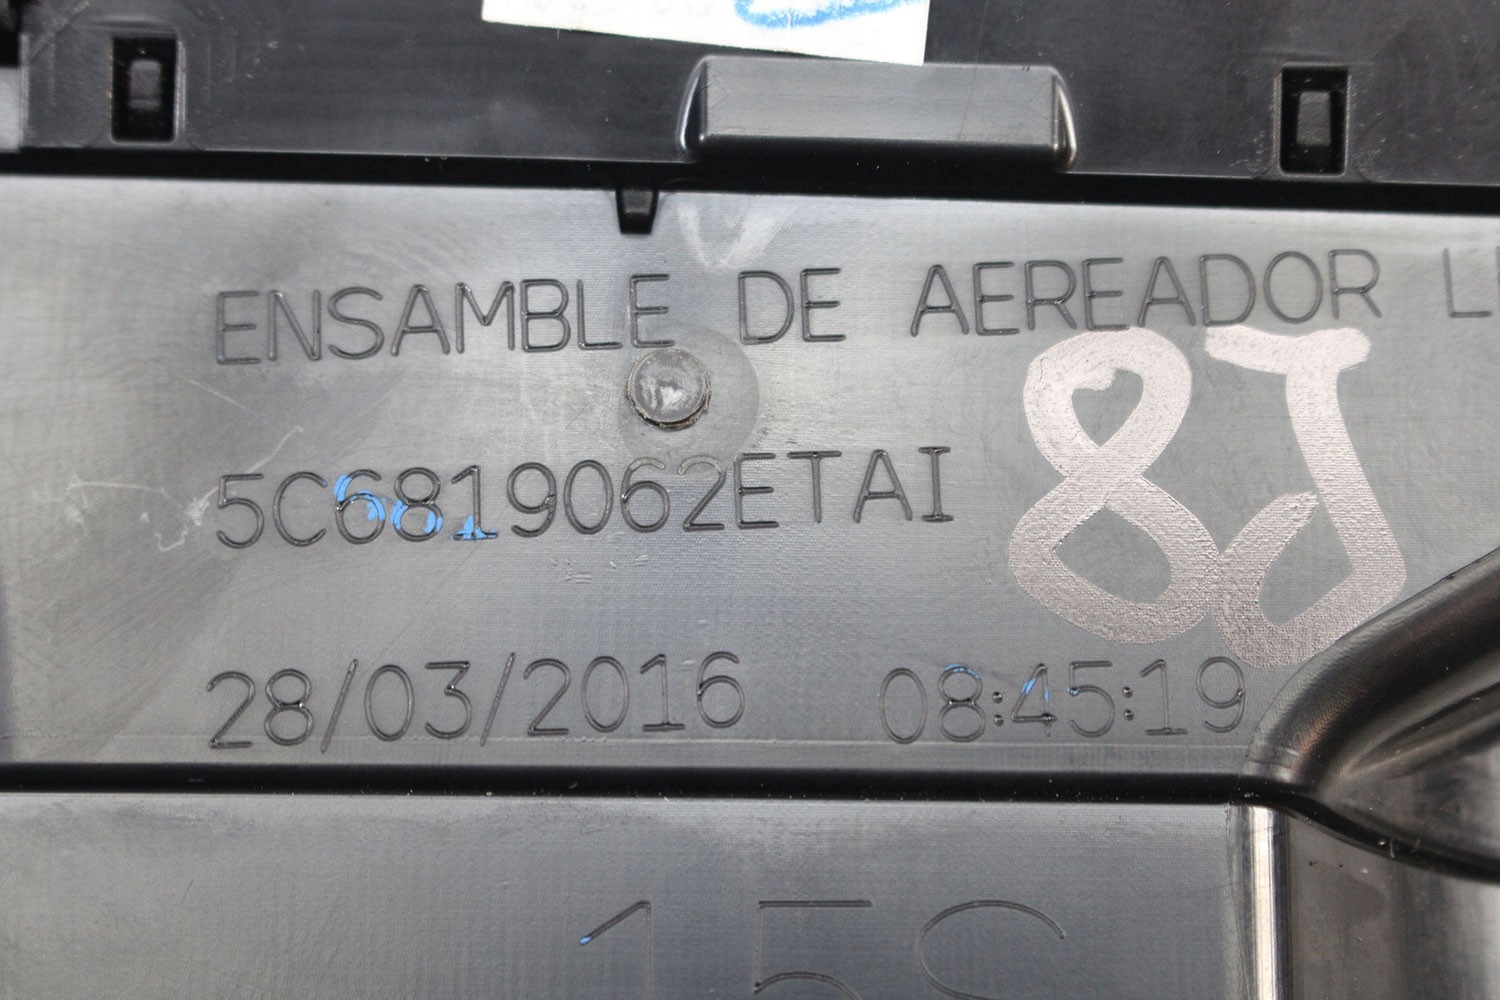 ENSAMBLE DE AEREADOR
8J
5C6819062ETAI
28/03/2016 08:45:19